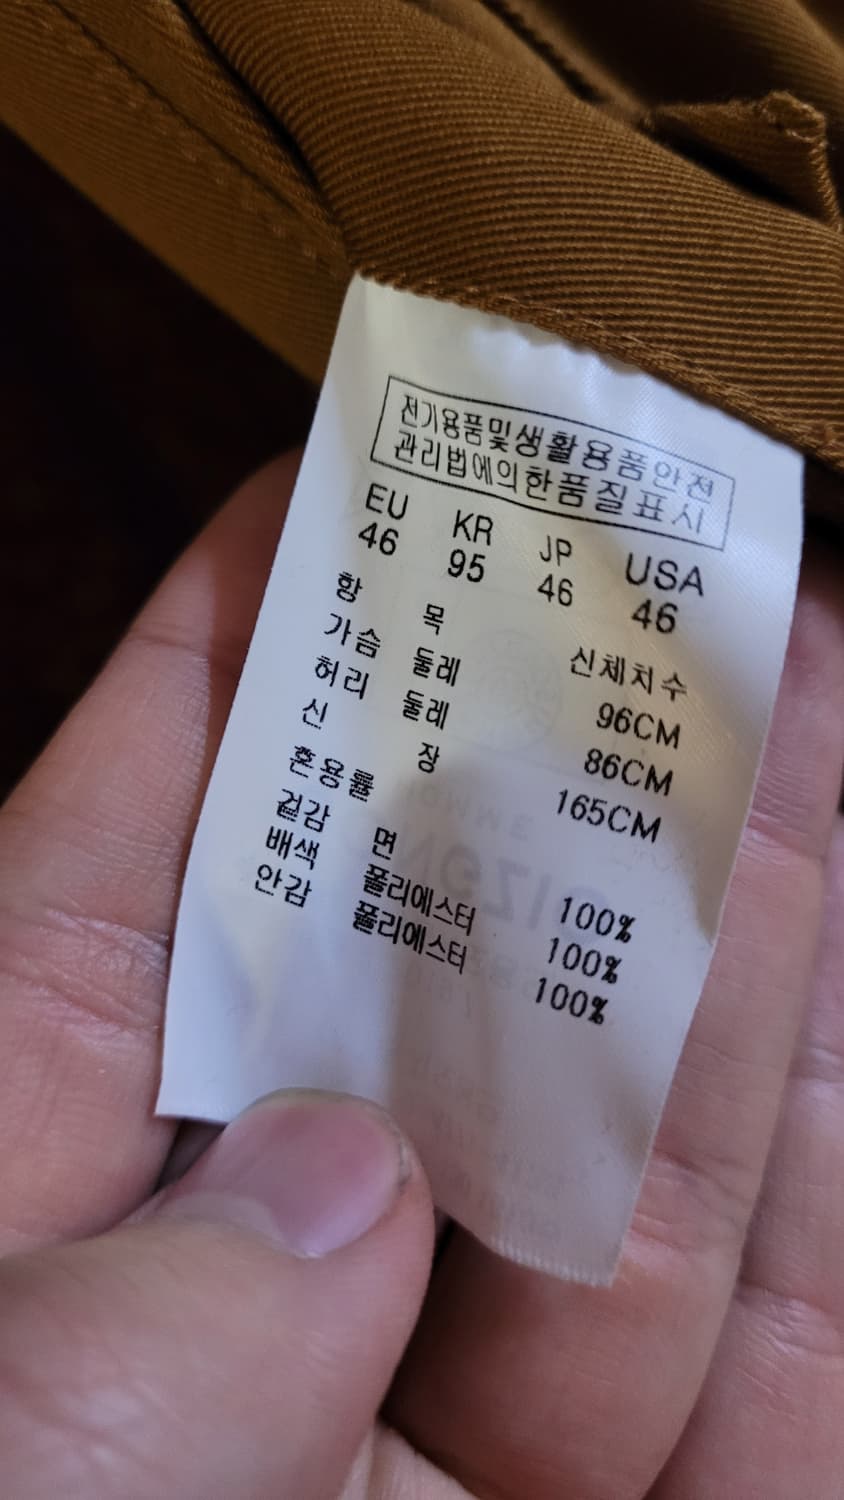 전기용품및생활용품안전
관리법에의한품질표시
EU KR JP USA
46 95 46 46
항 목 신체치수
가슴 둘레 96CM
허리 둘레 86CM
신 장 165CM
혼용률
겉감 면 100%
배색 폴리에스터 100%
안감 폴리에스터 100%